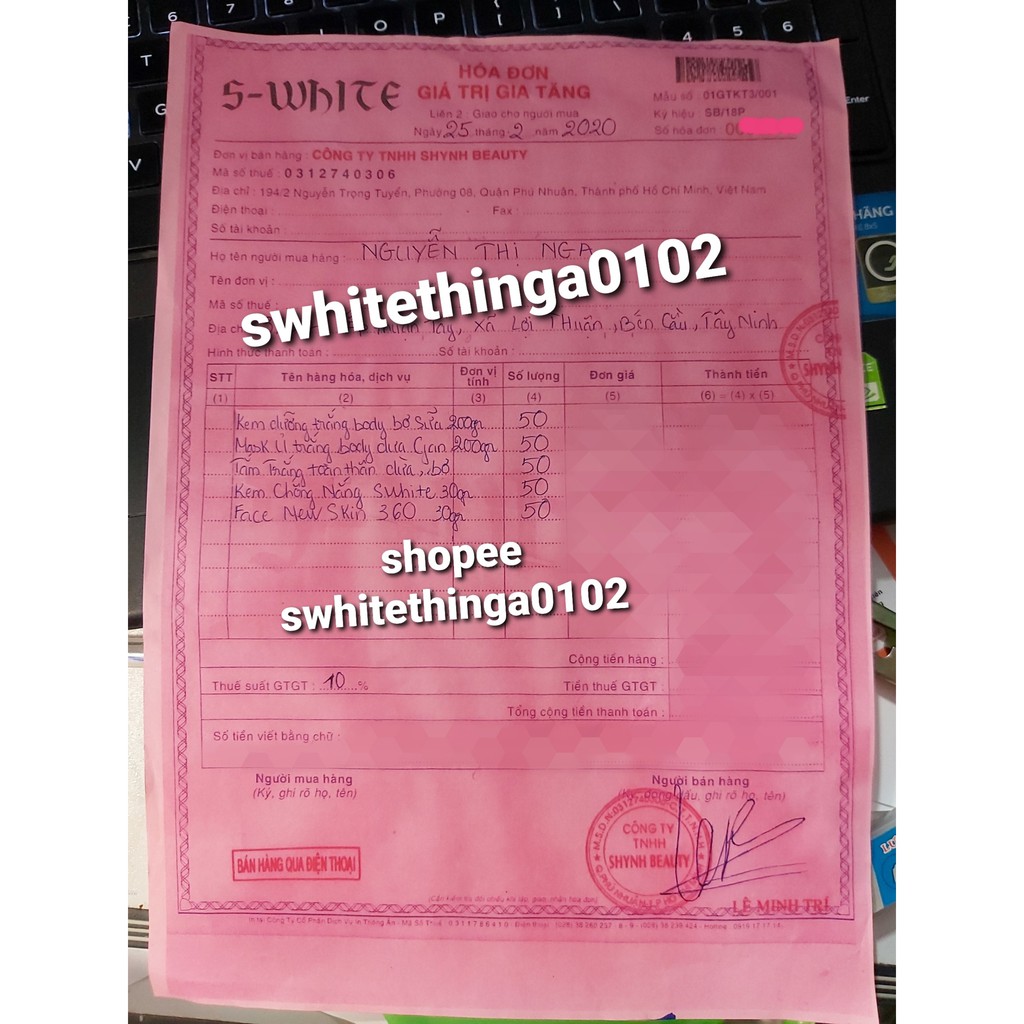 S-WHITE
HÓA ĐƠN
GIÁ TRỊ GIA TĂNG
Liên 2 : Giao cho người mua
Ngày 25 tháng 2 năm 2020
Mẫu số : 01GTKT3/001
Ký hiệu : SB/18P
Số hóa đơn : 00
Đơn vị bán hàng : CÔNG TY TNHH SHYNH BEAUTY
Mã số thuế : 0312740306
Địa chỉ : 194/2 Nguyễn Trọng Tuyển, Phường 08, Quận Phú Nhuận, Thành phố Hồ Chí Minh, Việt Nam
Điện thoại : Fax :
Số tài khoản :
Họ tên người mua hàng : NGUYỄN THỊ NGA
Tên đơn vị :
swhitethinga0102
Mã số thuế :
Địa Tây, Xã Lợi Thuận, Bến Cầu, Tây Ninh
Hình thức thanh toán : Số tài khoản :
STT Tên hàng hóa, dịch vụ Đơn vị tính Số lượng Đơn giá Thành tiền
(1) (2) (3) (4) (5) (6) = (4) x (5)
Kem dưỡng trắng body bơ Sữa 200gr 50
Mask Ủ trắng body dừa Gạn 200gr 50
Tắm Trắng toàn thân dừa, bơ 50
Kem Chống Nắng Swhite 30gr 50
Face New Skin 360 30gr 50
shopee
swhitethinga0102
Cộng tiền hàng :
Thuế suất GTGT : 10 % Tiền thuế GTGT :
Tổng cộng tiền thanh toán :
Số tiền viết bằng chữ :
Người mua hàng
(Ký, ghi rõ họ, tên)
Người bán hàng
(Ký, đóng dấu, ghi rõ họ, tên)
CÔNG TY
TNHH
SHYNH BEAUTY
BÁN HÀNG QUA ĐIỆN THOẠI
LÊ MINH TRÍ